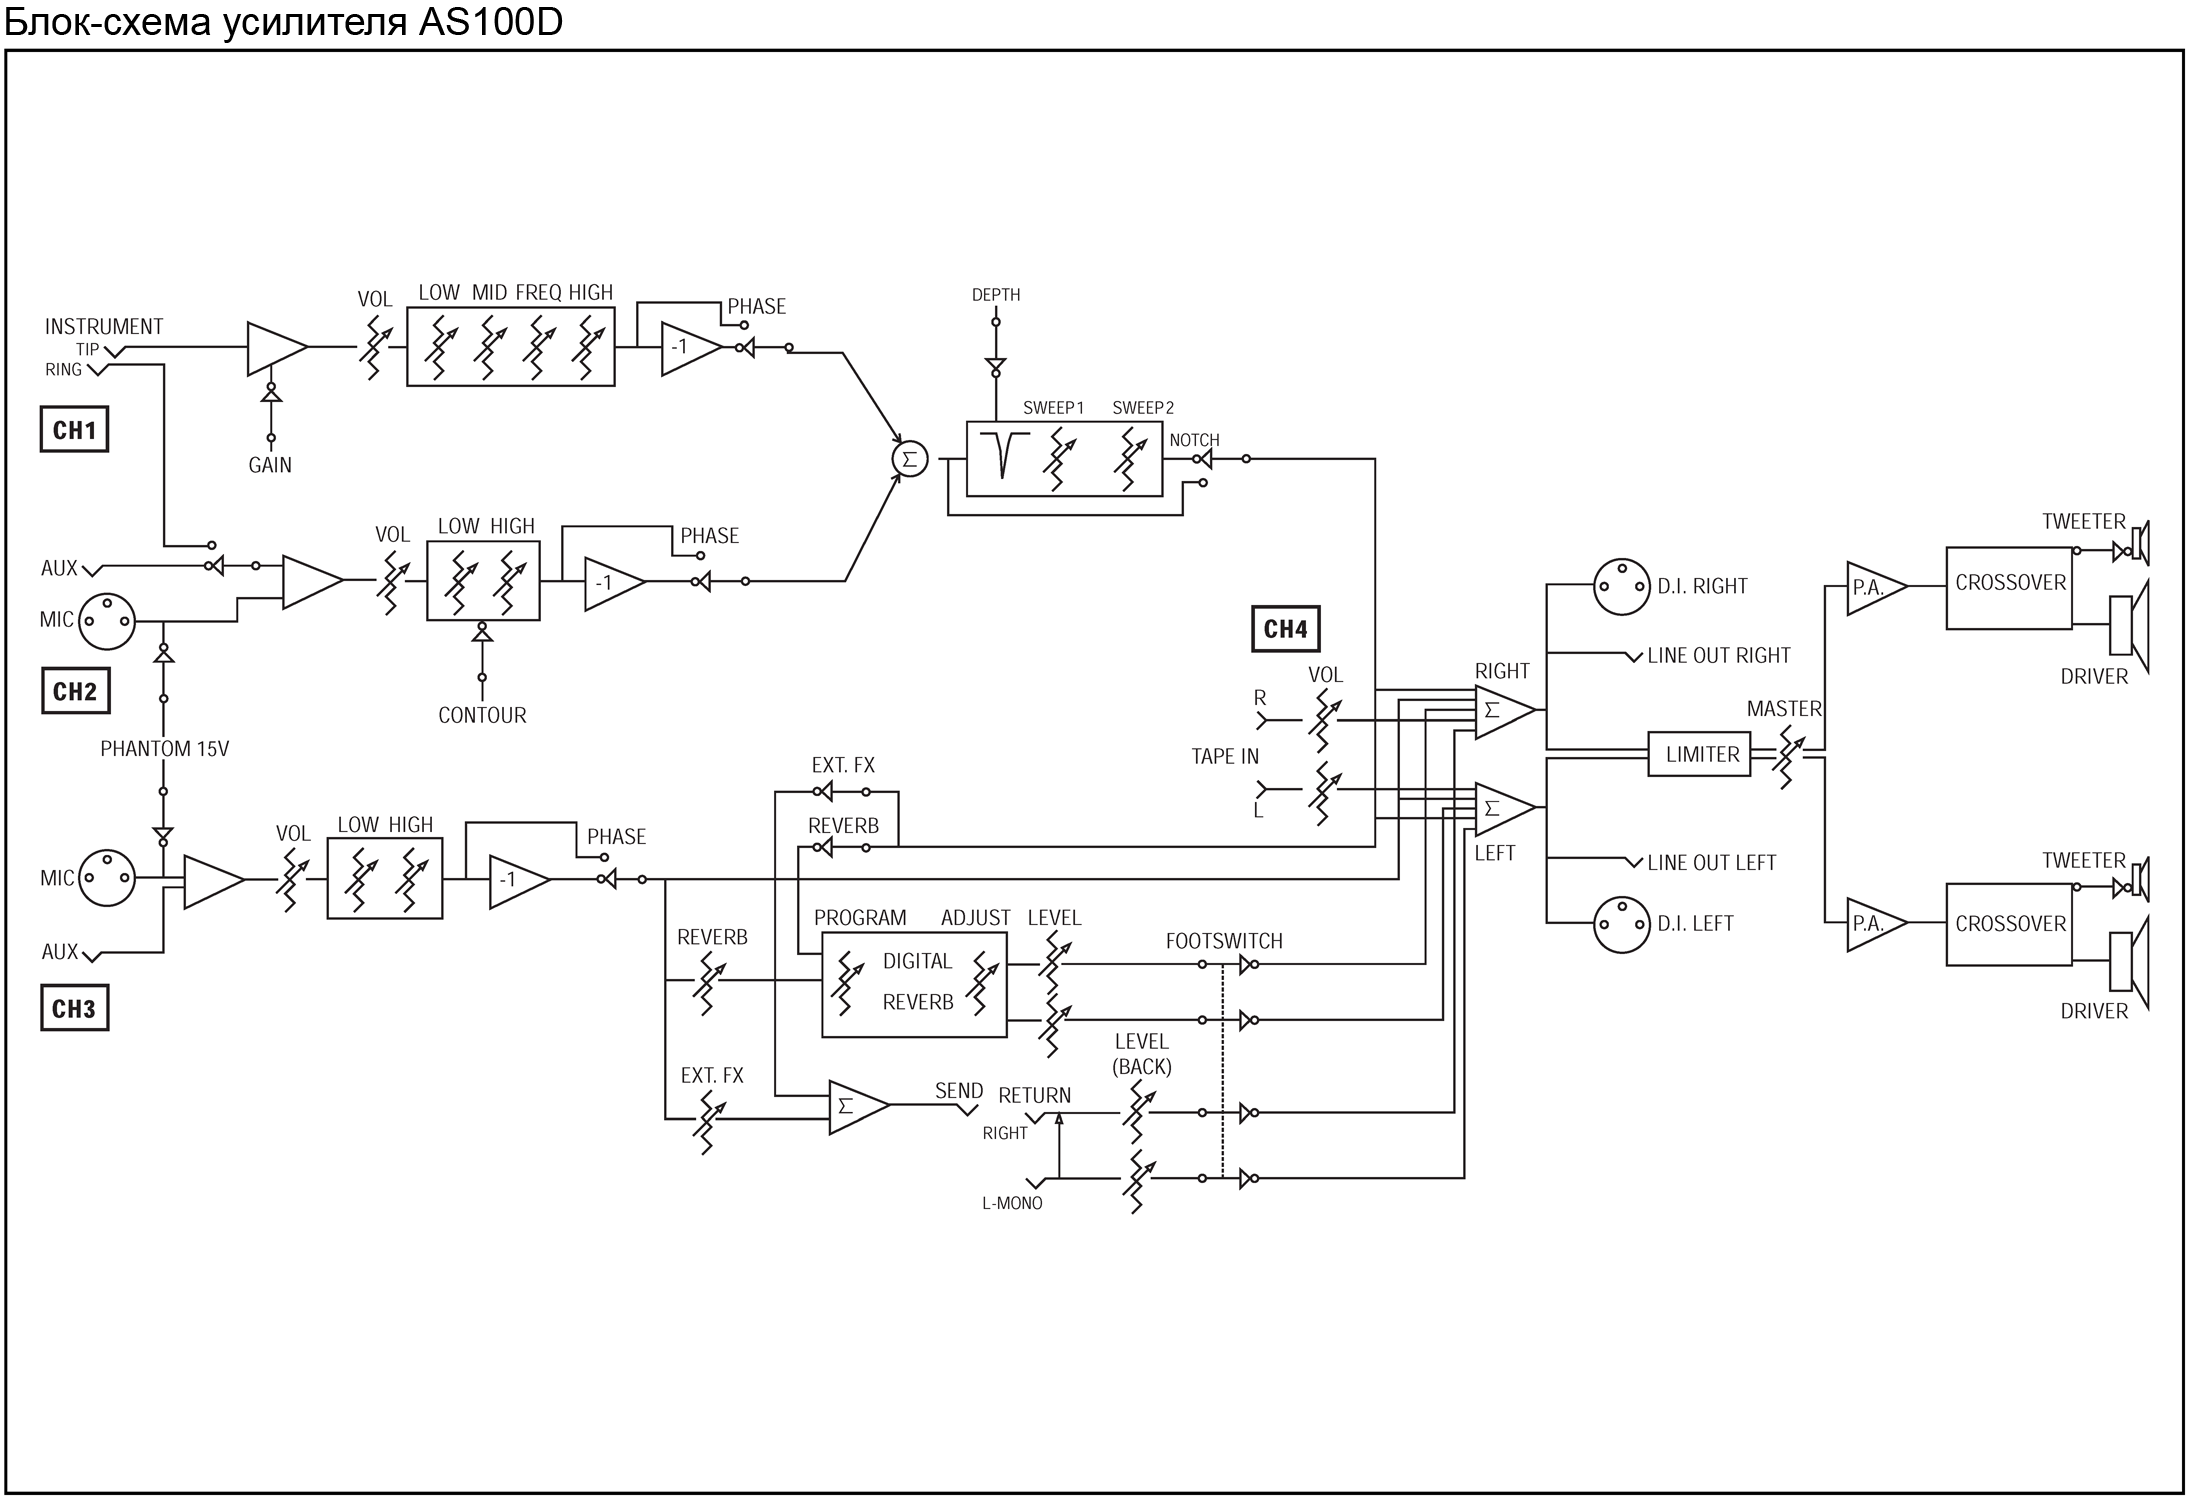 Блок-схема усилителя AS100D
INSTRUMENT
TIP
RING
CH1
GAIN
VOL
LOW MID FREQ HIGH
-1
PHASE
AUX
MIC
CH2
VOL
LOW HIGH
CONTOUR
-1
PHASE
Σ
DEPTH
SWEEP1 SWEEP2
NOTCH
PHANTOM 15V
MIC
AUX
CH3
VOL
LOW HIGH
-1
PHASE
EXT. FX
REVERB
REVERB
PROGRAM ADJUST LEVEL
DIGITAL
REVERB
EXT. FX
Σ
SEND
RETURN
RIGHT
L-MONO
LEVEL
(BACK)
FOOTSWITCH
CH4
VOL
R
TAPE IN
L
RIGHT
Σ
Σ
LEFT
D.I. RIGHT
LINE OUT RIGHT
LIMITER
MASTER
LINE OUT LEFT
D.I. LEFT
P.A.
CROSSOVER
TWEETER
DRIVER
P.A.
CROSSOVER
TWEETER
DRIVER